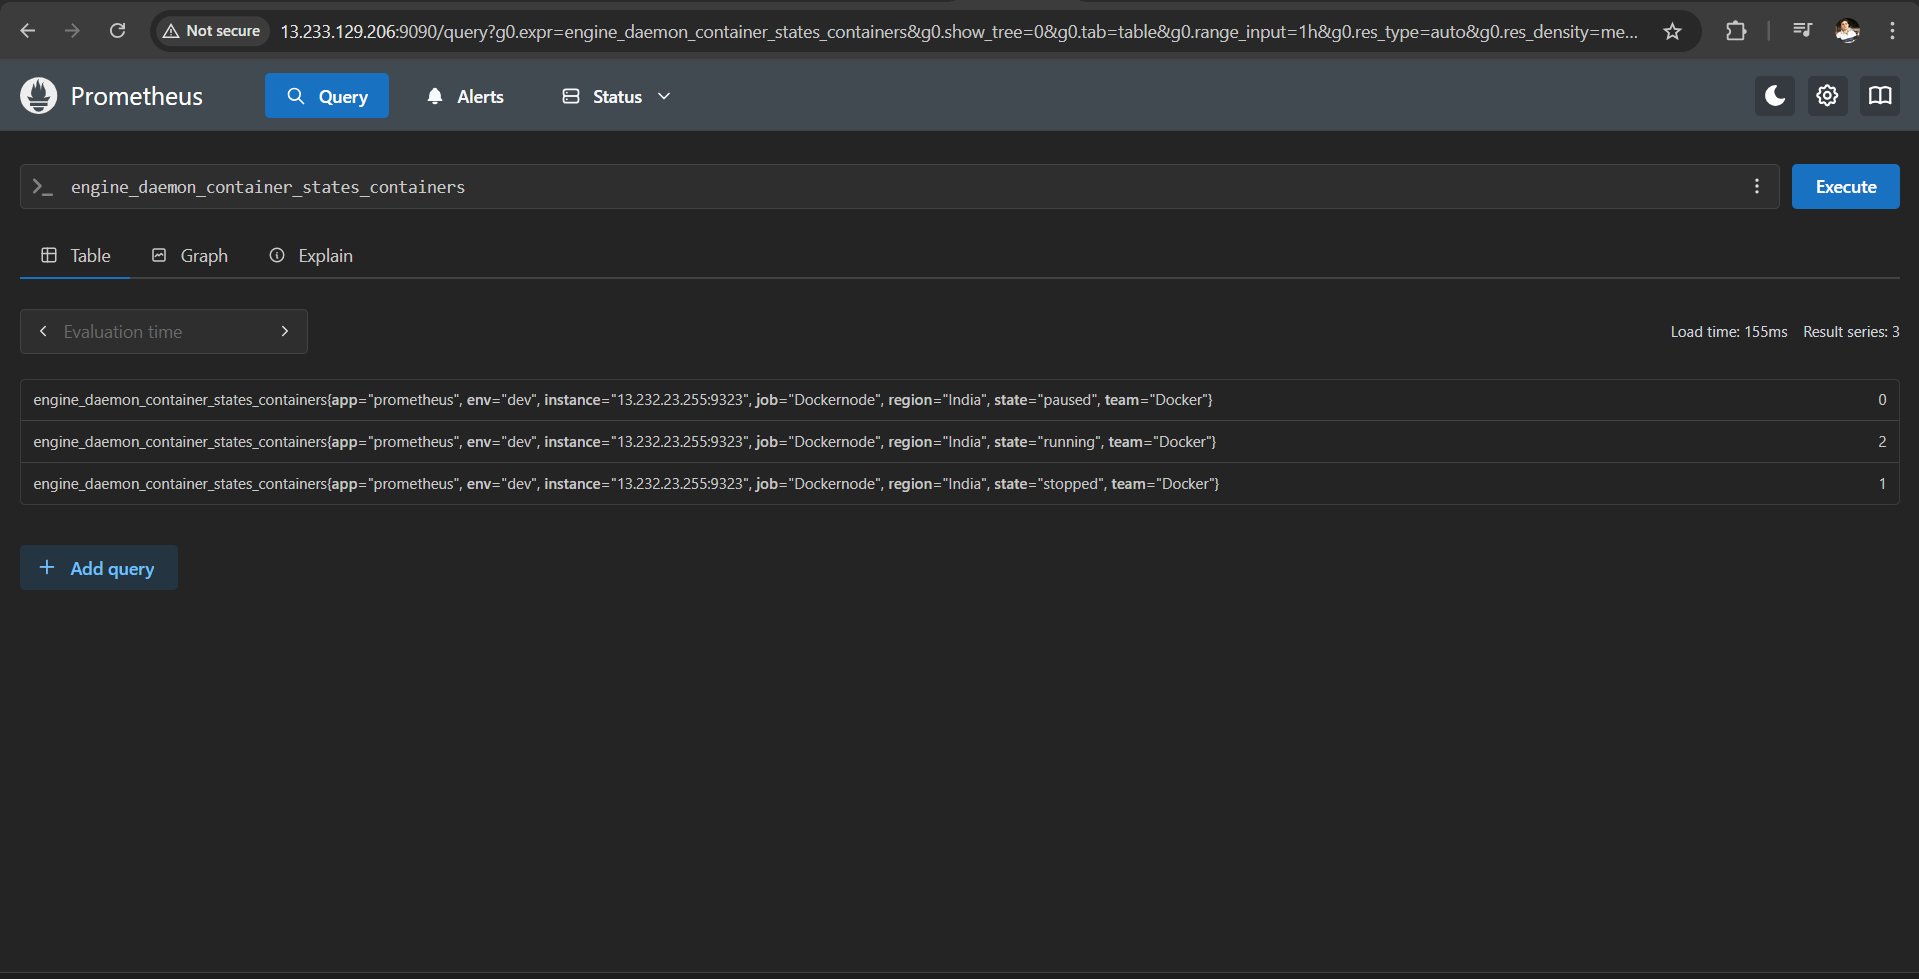 Not secure 13.233.129.206:9090/query?g0.expr=engine_daemon_container_states_containers&g0.show_tree=0&g0.tab=table&g0.range_input=1h&g0.res_type=auto&g0.res_density=me...
Prometheus Query Alerts Status
>_ engine_daemon_container_states_containers Execute
Table Graph Explain
Evaluation time Load time: 155ms Result series: 3
engine_daemon_container_states_containers{app="prometheus", env="dev", instance="13.232.23.255:9323", job="Dockernode", region="India", state="paused", team="Docker"} 0
engine_daemon_container_states_containers{app="prometheus", env="dev", instance="13.232.23.255:9323", job="Dockernode", region="India", state="running", team="Docker"} 2
engine_daemon_container_states_containers{app="prometheus", env="dev", instance="13.232.23.255:9323", job="Dockernode", region="India", state="stopped", team="Docker"} 1
+ Add query